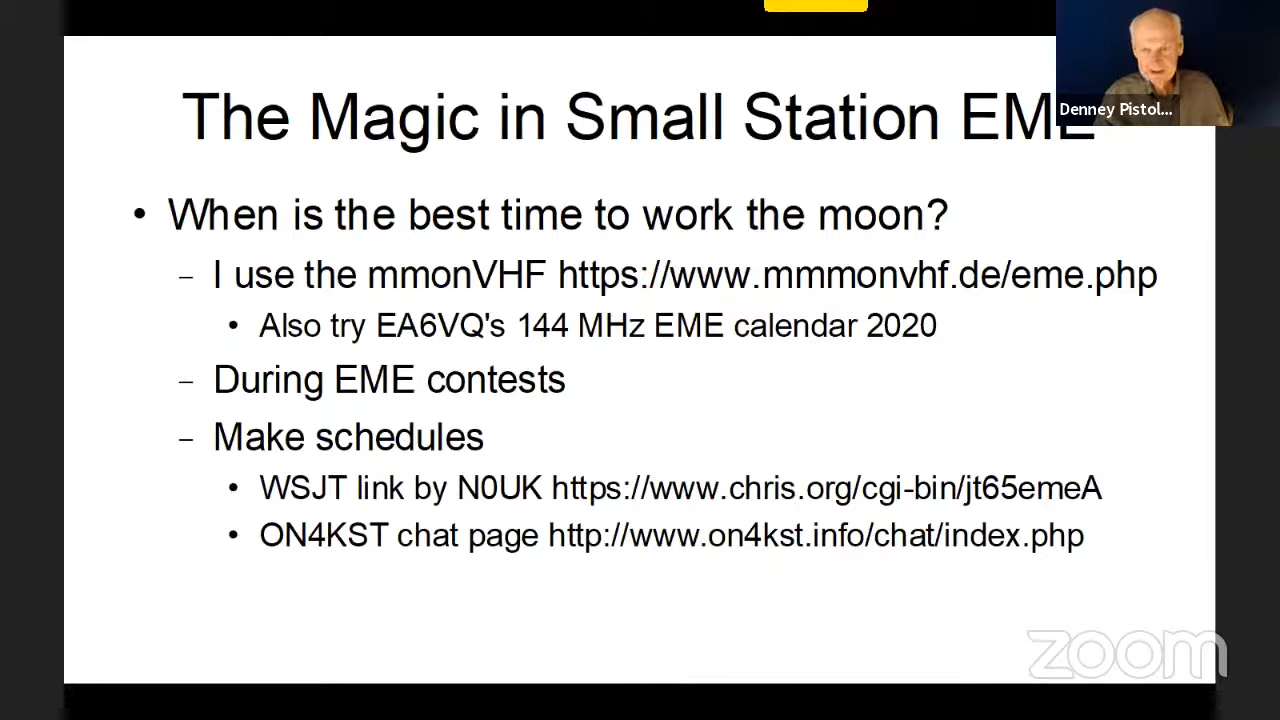 The Magic in Small Station EME
Denney Pistol...
• When is the best time to work the moon?
– I use the mmonVHF https://www.mmmonvhf.de/eme.php
• Also try EA6VQ's 144 MHz EME calendar 2020
– During EME contests
– Make schedules
• WSJT link by N0UK https://www.chris.org/cgi-bin/jt65emeA
• ON4KST chat page http://www.on4kst.info/chat/index.php
zoom